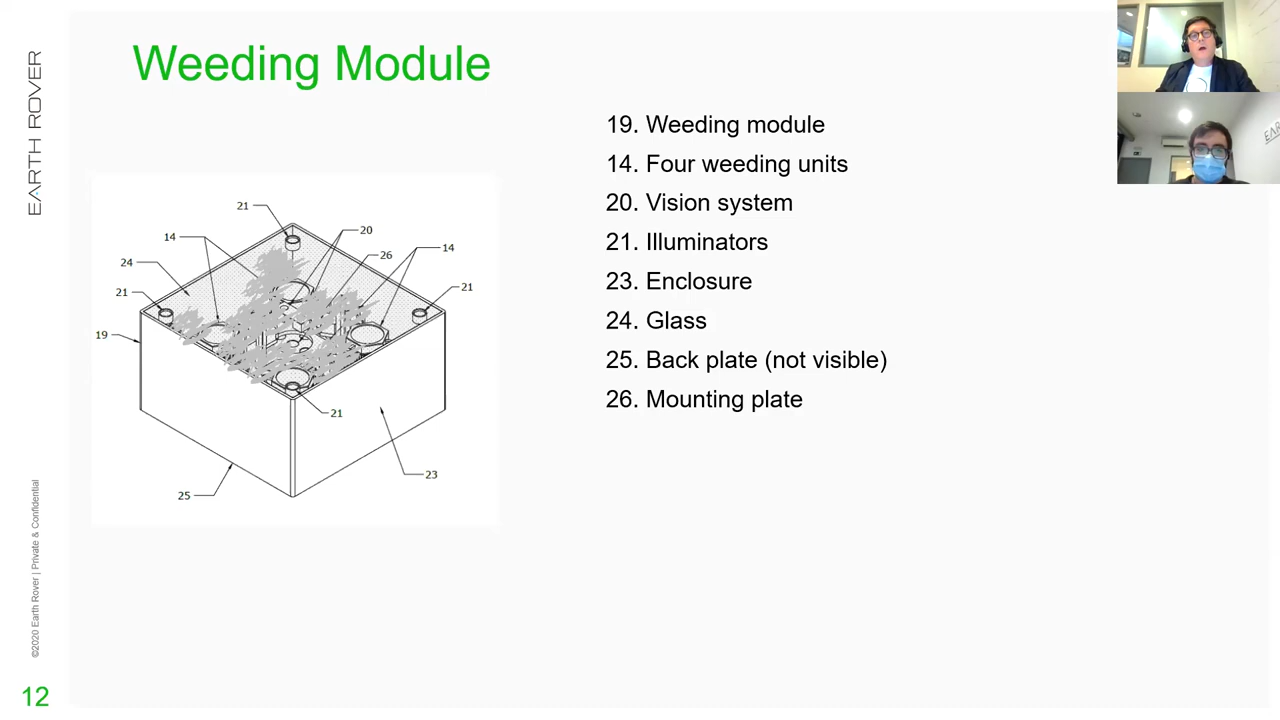 Weeding Module
EARTH ROVER
19. Weeding module
14. Four weeding units
20. Vision system
21. Illuminators
23. Enclosure
24. Glass
25. Back plate (not visible)
26. Mounting plate
21
14
20
26
14
24
21
21
19
21
23
25
©2020 Earth Rover | Private & Confidential
12
EAR